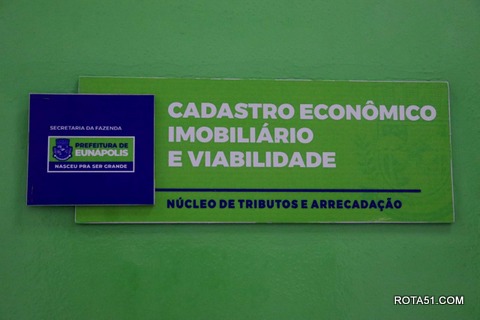 SECRETARIA DA FAZENDA
PREFEITURA DE
EUNÁPOLIS
NASCEU PRA SER GRANDE
CADASTRO ECONÔMICO
IMOBILIÁRIO
E VIABILIDADE
NÚCLEO DE TRIBUTOS E ARRECADAÇÃO
ROTA51.COM